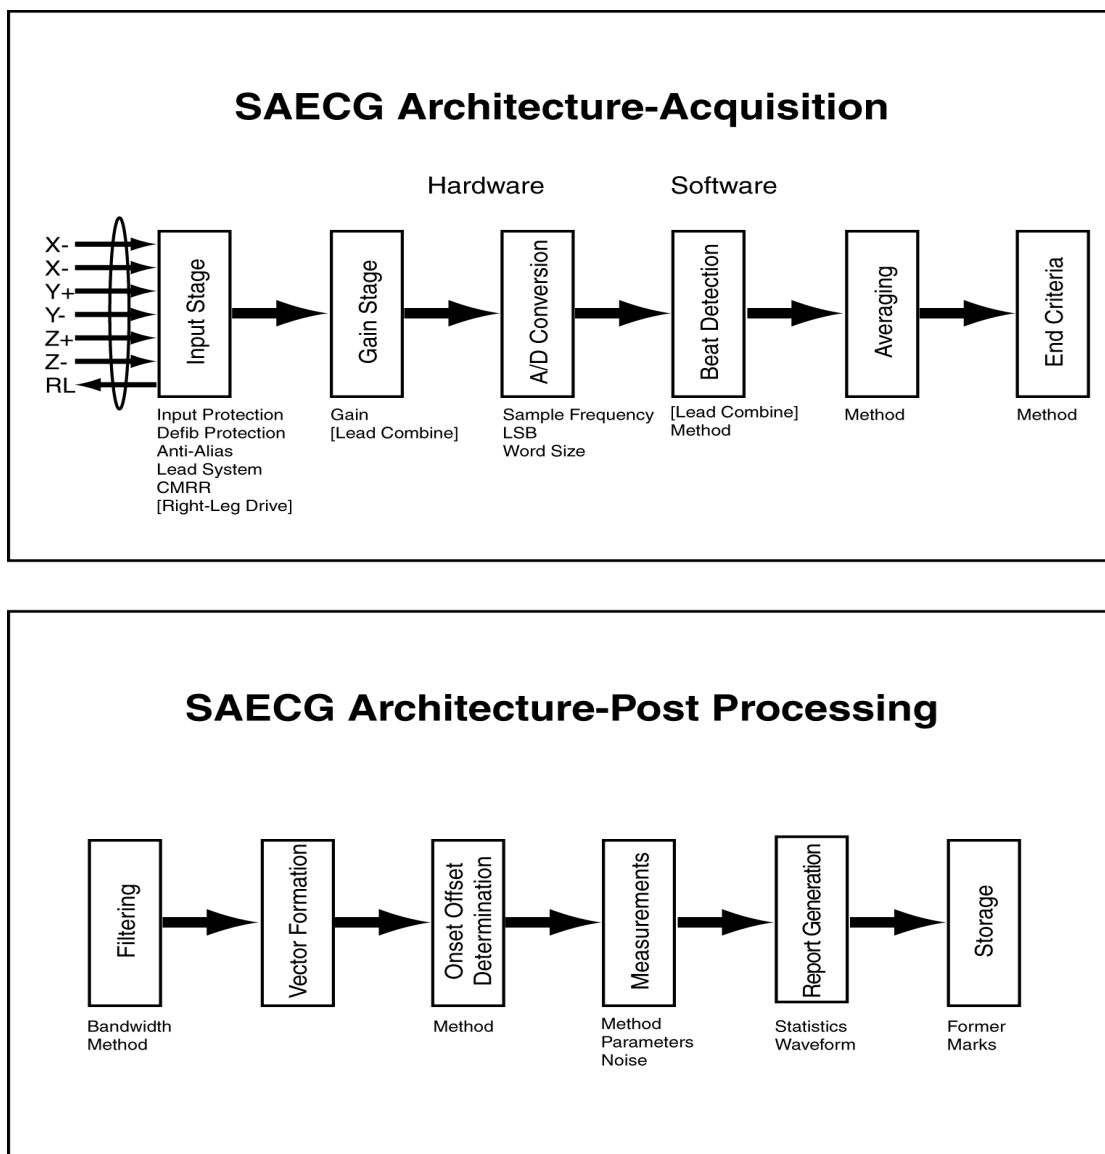 SAECG Architecture-Acquisition
Hardware
Software
X-
X-
Y+
Y-
Z+
Z-
RL
Input Stage
Gain Stage
A/D Conversion
Beat Detection
Averaging
End Criteria
Input Protection
Defib Protection
Anti-Alias
Lead System
CMRR
[Right-Leg Drive]
Gain
[Lead Combine]
Sample Frequency
LSB
Word Size
[Lead Combine]
Method
Method
Method
SAECG Architecture-Post Processing
Filtering
Vector Formation
Onset Offset
Determination
Measurements
Report Generation
Storage
Bandwidth
Method
Method
Method
Parameters
Noise
Statistics
Waveform
Former
Marks